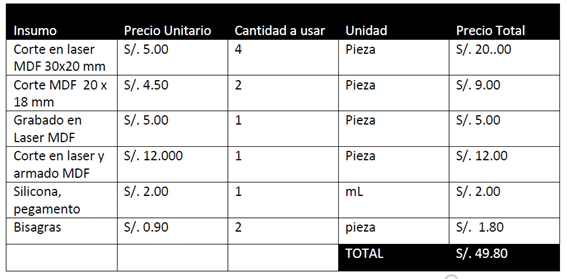 Insumo Precio Unitario Cantidad a usar Unidad Precio Total
Corte en laser S/. 5.00 4 Pieza S/. 20..00
MDF 30x20 mm
Corte MDF 20 x S/. 4.50 2 Pieza S/. 9.00
18 mm
Grabado en S/. 5.00 1 Pieza S/. 5.00
Laser MDF
Corte en laser y S/. 12.000 1 Pieza S/. 12.00
armado MDF
Silicona, S/. 2.00 1 mL S/. 2.00
pegamento
Bisagras S/. 0.90 2 pieza S/. 1.80
TOTAL S/. 49.80